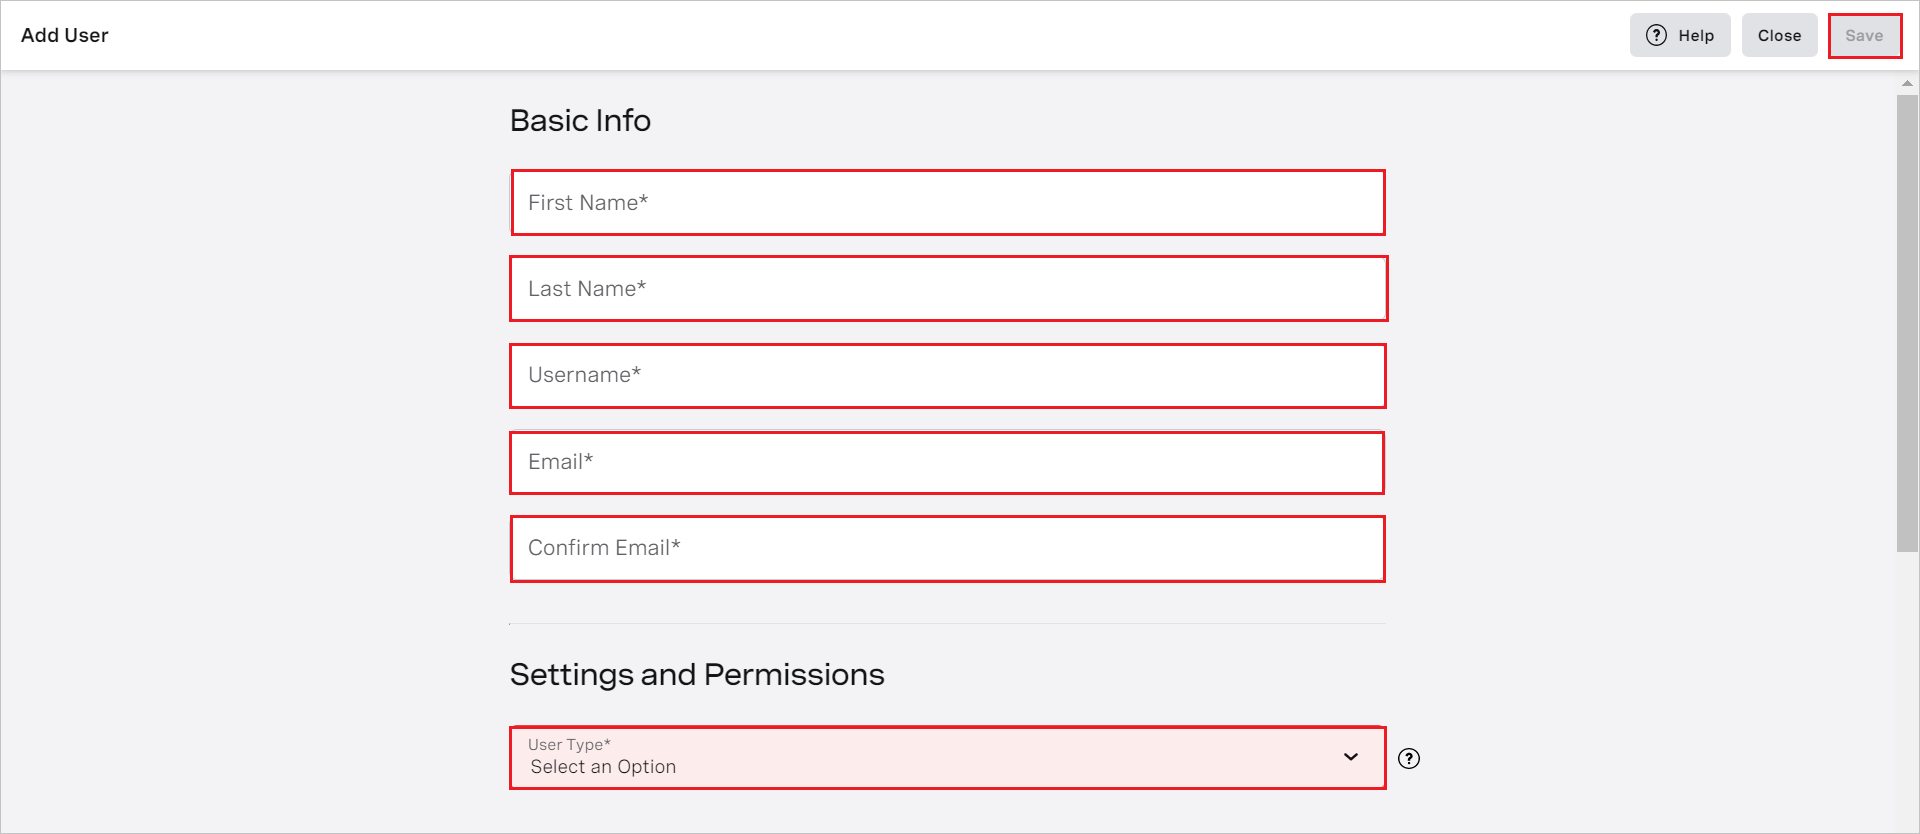 Add User
Help
Close
Save
Basic Info
First Name*
Last Name*
Username*
Email*
Confirm Email*
Settings and Permissions
User Type*
Select an Option